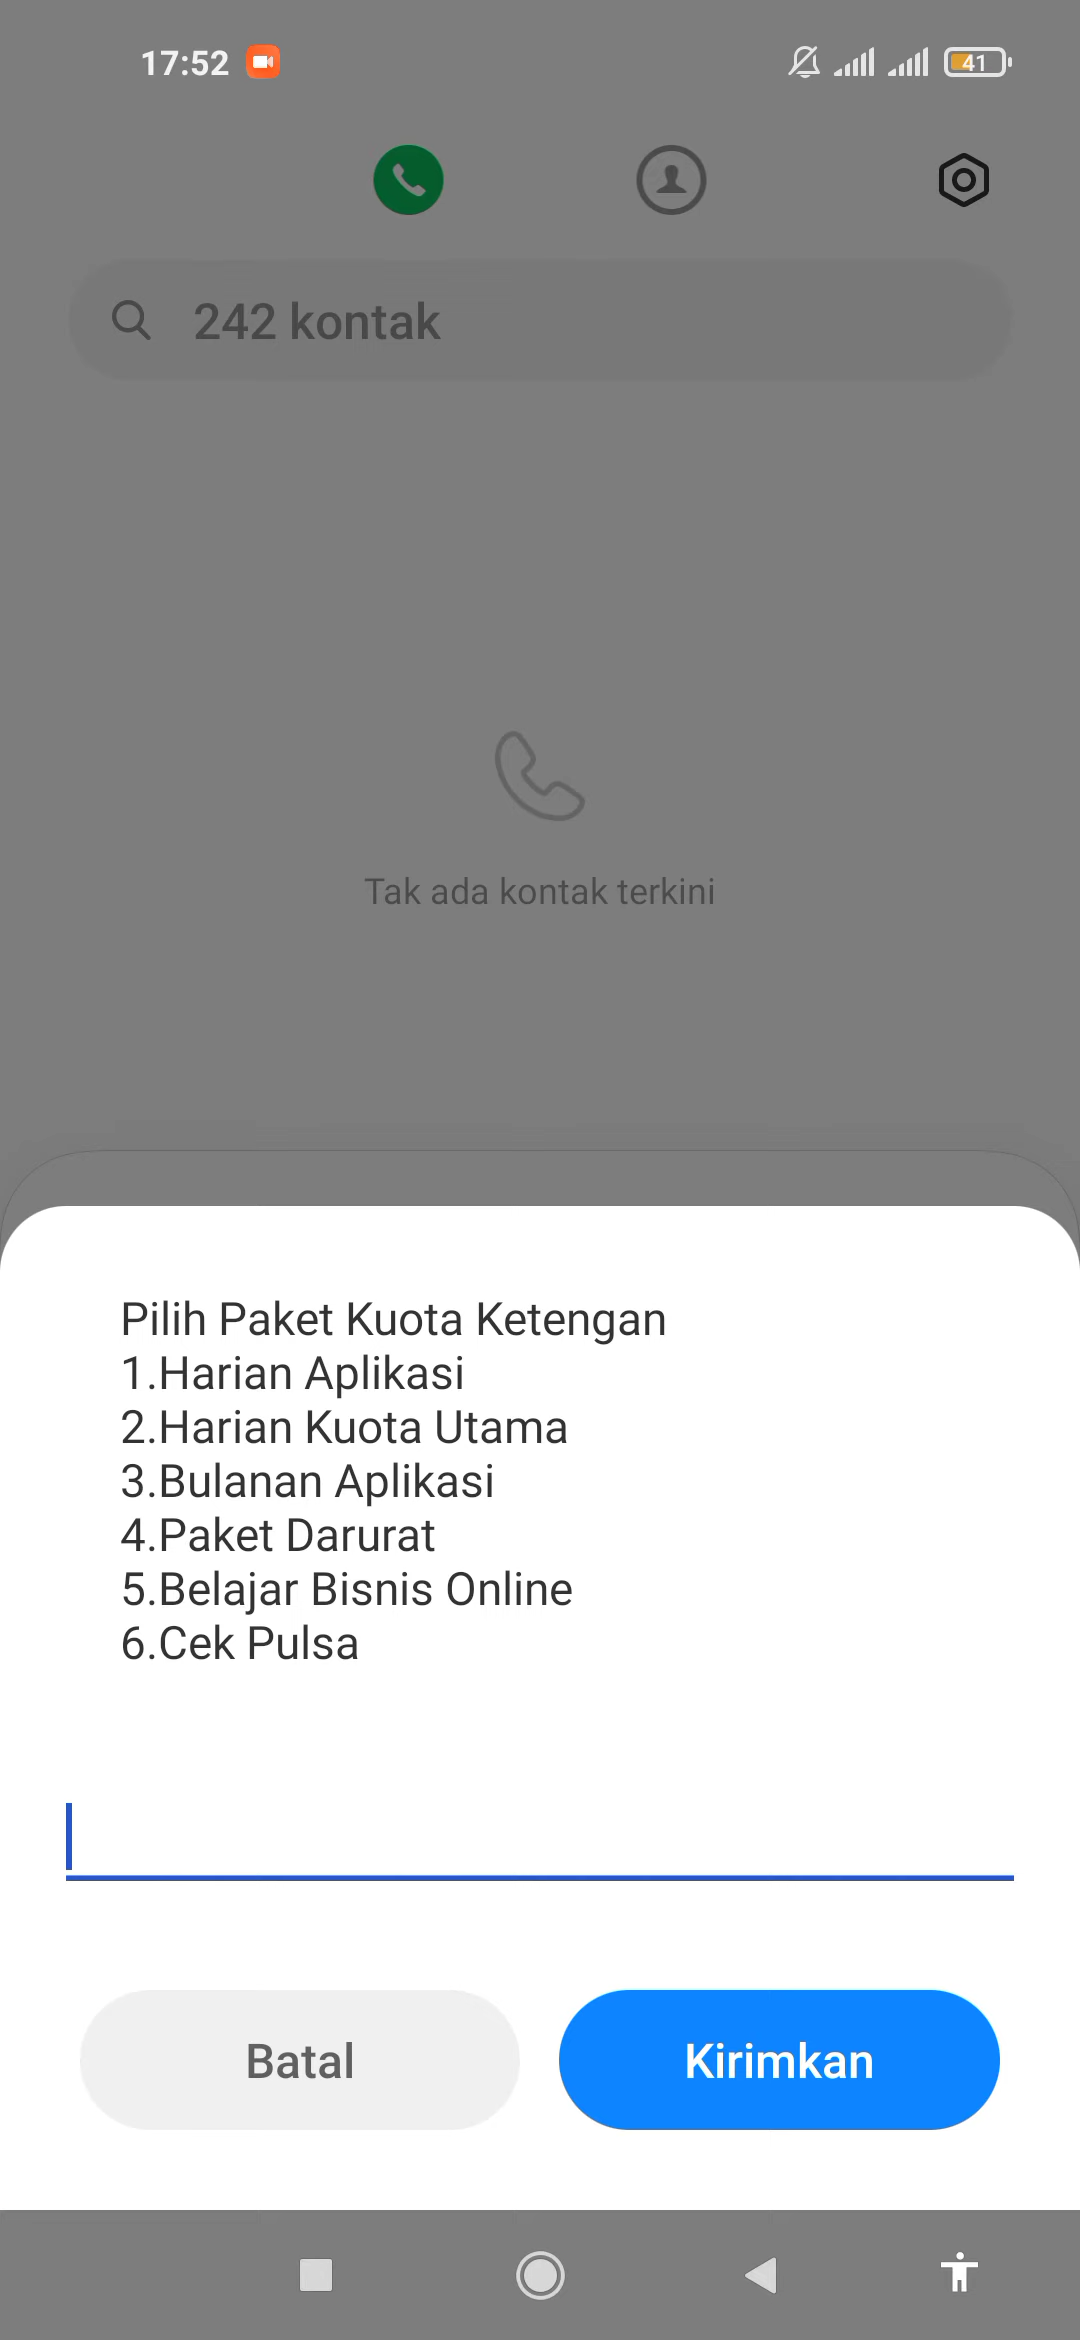 17:52
41
242 kontak
Tak ada kontak terkini
Pilih Paket Kuota Ketengan
1.Harian Aplikasi
2.Harian Kuota Utama
3.Bulanan Aplikasi
4.Paket Darurat
5.Belajar Bisnis Online
6.Cek Pulsa
Batal
Kirimkan